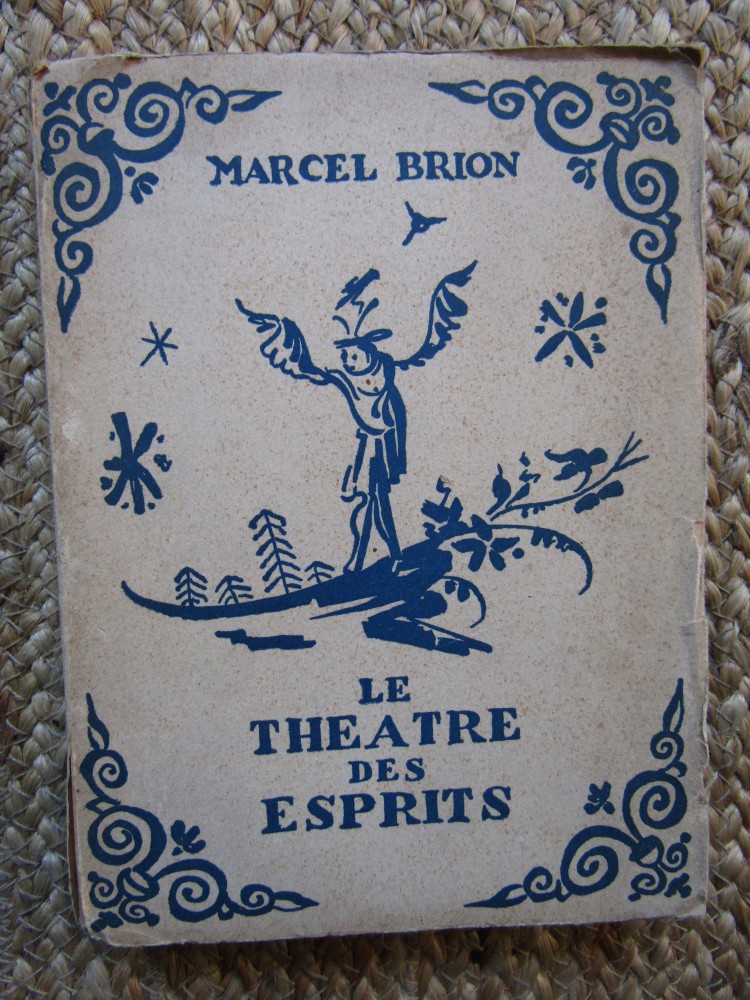 MARCEL BRION
LE
THEATRE
DES
ESPRITS